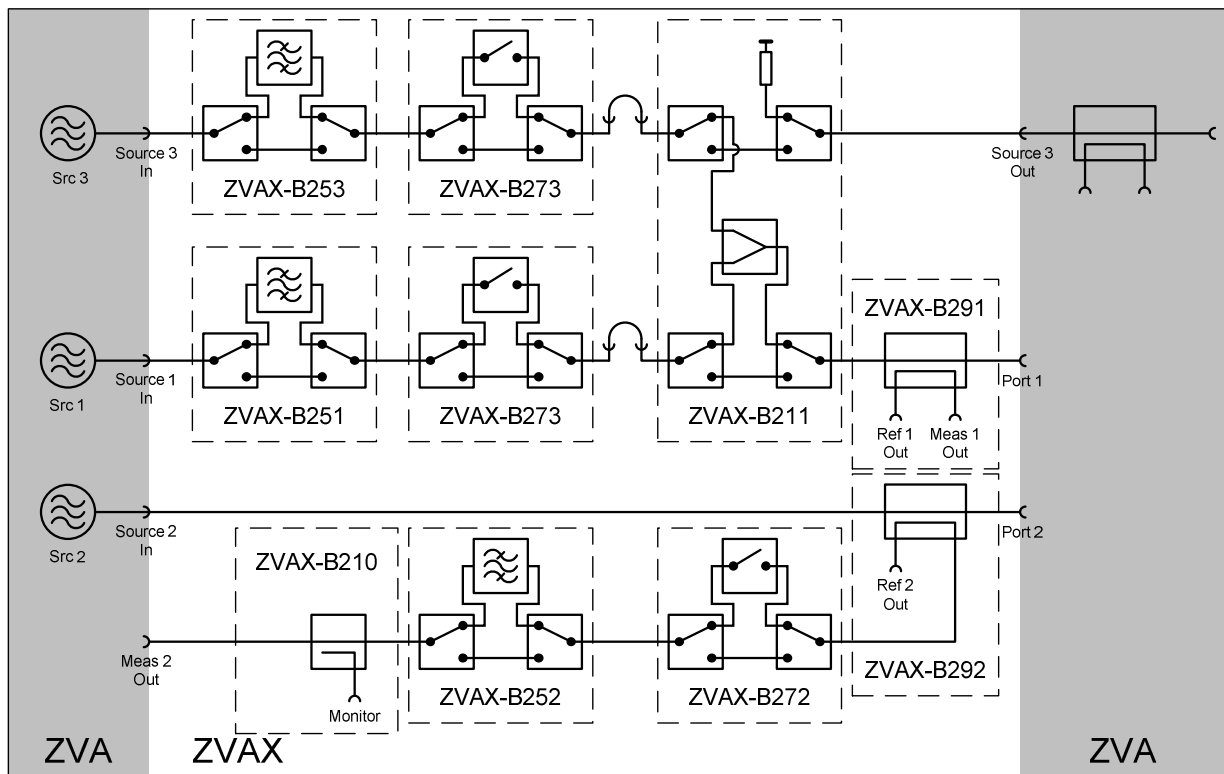 Src 3
Source 3
In
ZVAX-B253
ZVAX-B273
Source 3
Out
Src 1
Source 1
In
ZVAX-B251
ZVAX-B273
ZVAX-B211
ZVAX-B291
Ref 1
Out
Meas 1
Out
Port 1
Src 2
Source 2
In
ZVAX-B210
Monitor
Meas 2
Out
ZVAX-B252
ZVAX-B272
Ref 2
Out
ZVAX-B292
Port 2
ZVA
ZVAX
ZVA